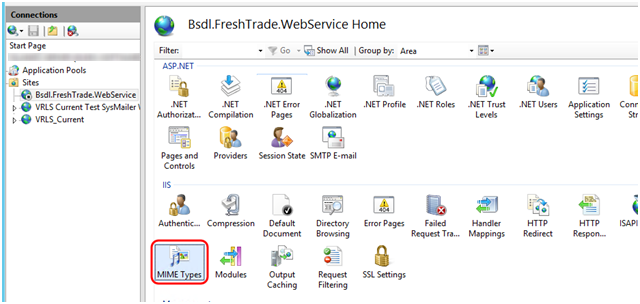 Connections
Start Page
Application Pools
Sites
Bsdl.FreshTrade.WebService
VRLS Current Test SysMailer W
VRLS_Current
Bsdl.FreshTrade.WebService Home
Filter: Go Show All Group by: Area
ASP.NET
.NET Authorizat... .NET Compilation .NET Error Pages .NET Globalization .NET Profile .NET Roles .NET Trust Levels .NET Users Application Settings Connec Str
Pages and Controls Providers Session State SMTP E-mail
IIS
Authentic... Compression Default Document Directory Browsing Error Pages Failed Request Tra... Handler Mappings HTTP Redirect HTTP Respon... ISAPI
MIME Types Modules Output Caching Request Filtering SSL Settings